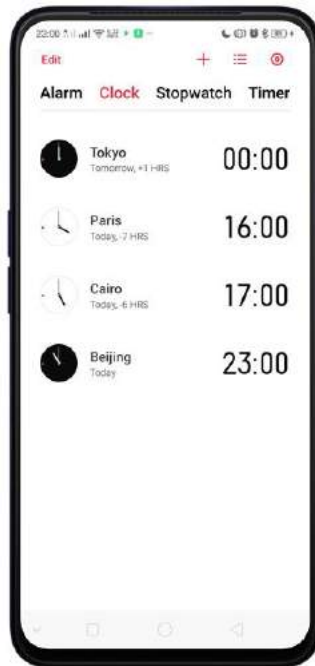 23:00
Edit
Alarm Clock Stopwatch Timer
Tokyo
Tomorrow, +1 HRS
00:00
Paris
Today, -7 HRS
16:00
Cairo
Today, -6 HRS
17:00
Beijing
Today
23:00